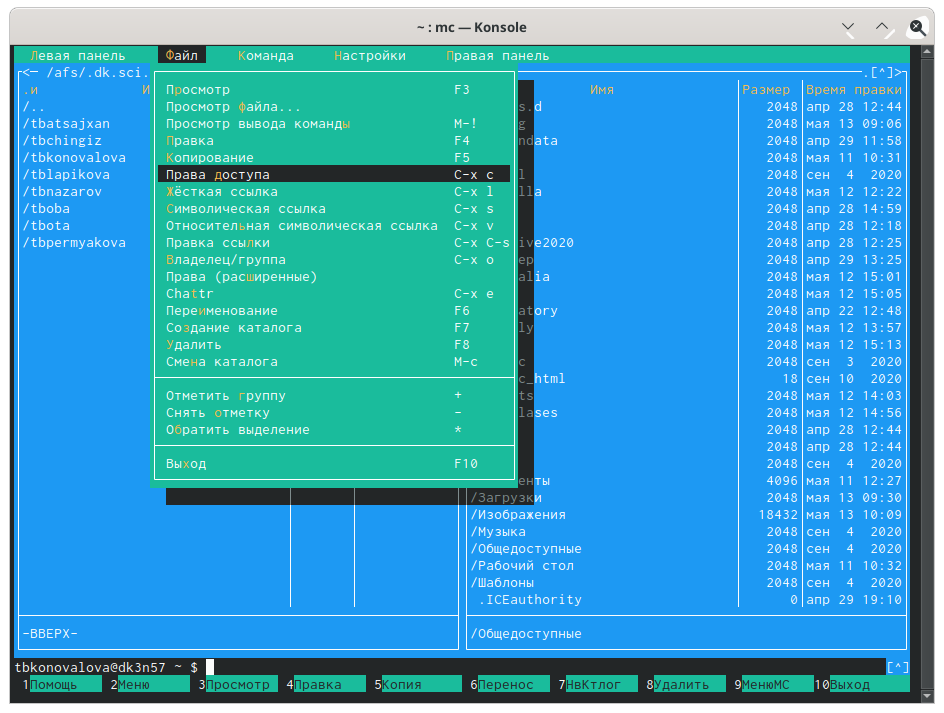 ~ : mc — Konsole
Левая панель Файл Команда Настройки Правая панель
<─ /afs/.dk.sci. .[^]>
.и И Имя Размер Время правки
Просмотр F3
/.. Просмотр файла... s.d 2048 апр 28 12:44
/tbatsajxan Просмотр вывода команды M-! g 2048 мая 13 09:06
/tbchingiz Правка F4 ndata 2048 апр 29 11:58
/tbkonovalova Копирование F5 2048 мая 11 10:31
/tblapikova Права доступа C-x c l 2048 сен 4 2020
/tbnazarov Жёсткая ссылка C-x l lla 2048 мая 12 12:22
/tboba Символическая ссылка C-x s 2048 апр 28 14:59
/tbota Относительная символическая ссылка C-x v 2048 апр 28 12:18
/tbpermyakova Правка ссылки C-x C-s ive2020 2048 апр 28 12:25
Владелец/группа C-x o ep 2048 апр 29 13:25
Права (расширенные) alia 2048 мая 12 15:01
Chattr C-x e 2048 мая 12 15:05
Переименование F6 atory 2048 апр 22 12:48
Создание каталога F7 ly 2048 мая 12 13:57
Удалить F8 2048 мая 12 15:13
Смена каталога M-c c 2048 сен 3 2020
c_html 18 сен 10 2020
Отметить группу + ts 2048 мая 12 14:03
Снять отметку - lases 2048 мая 12 14:56
Обратить выделение * 2048 апр 28 12:44
2048 апр 28 12:44
Выход F10 2048 сен 4 2020
енты 4096 мая 11 12:27
/Загрузки 2048 мая 13 09:30
/Изображения 18432 мая 13 10:09
/Музыка 2048 сен 4 2020
/Общедоступные 2048 сен 4 2020
/Рабочий стол 2048 мая 11 10:32
/Шаблоны 2048 сен 4 2020
.ICEauthority 0 апр 29 19:10
-ВВЕРХ- /Общедоступные
tbkonovalova@dk3n57 ~ $ [^]
1Помощь 2Меню 3Просмотр 4Правка 5Копия 6Перенос 7НвКтлог 8Удалить 9МенюMC 10Выход